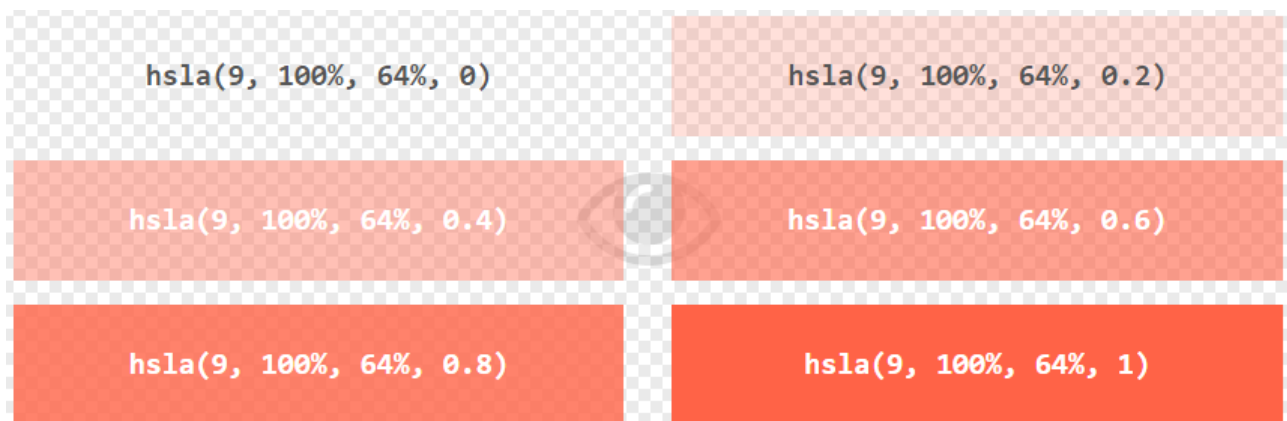 hsla(9, 100%, 64%, 0)
hsla(9, 100%, 64%, 0.2)
hsla(9, 100%, 64%, 0.4)
hsla(9, 100%, 64%, 0.6)
hsla(9, 100%, 64%, 0.8)
hsla(9, 100%, 64%, 1)